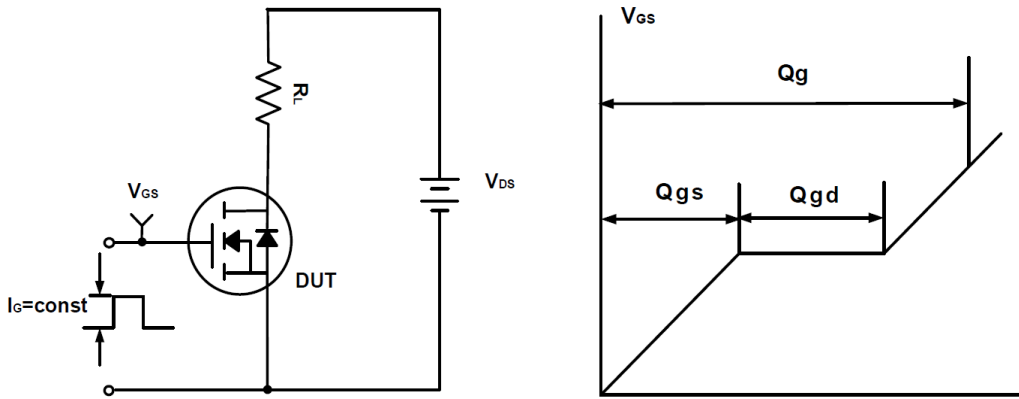 RL
VGS
VDS
DUT
IG=const
VGS
Qg
Qgs
Qgd